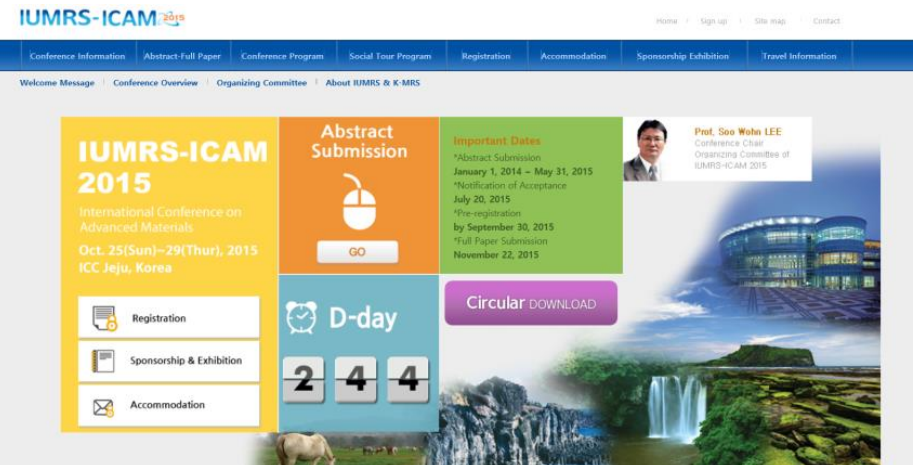 IUMRS-ICAM 2015
Home Sign up Site map Contact
Conference Information Abstract-Full Paper Conference Program Social Tour Program Registration Accommodation Sponsorship Exhibition Travel Information
Welcome Message Conference Overview Organizing Committee About IUMRS & K-MRS
IUMRS-ICAM
2015
International Conference on
Advanced Materials
Oct. 25(Sun)~29(Thur), 2015
ICC Jeju, Korea
Registration
Sponsorship & Exhibition
Accommodation
Abstract
Submission
GO
D-day
2 4 4
Important Dates
*Abstract Submission
January 1, 2014 ~ May 31, 2015
*Notification of Acceptance
July 20, 2015
*Pre-registration
by September 30, 2015
*Full Paper Submission
November 22, 2015
Circular DOWNLOAD
Prof. Soo Wohn LEE
Conference Chair
Organizing Committee of
IUMRS-ICAM 2015